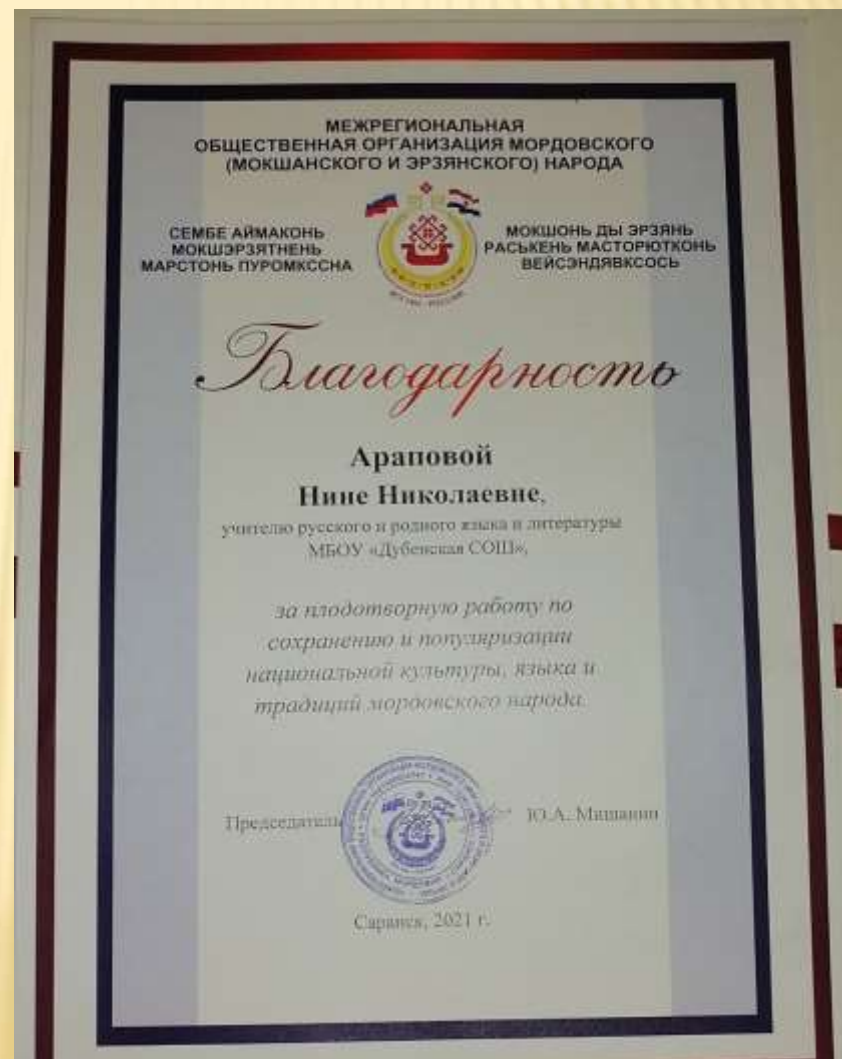 МЕЖРЕГИОНАЛЬНАЯ
ОБЩЕСТВЕННАЯ ОРГАНИЗАЦИЯ МОРДОВСКОГО
(МОКШАНСКОГО И ЭРЗЯНСКОГО) НАРОДА
СЕМБЕ АЙМАКОНЬ
МОКШЭРЗЯТНЕНЬ
МАРСТОНЬ ПУРОМКССНА
МОКШОНЬ ДЫ ЭРЗЯНЬ
РАСЬКЕНЬ МАСТОРЮТКОНЬ
ВЕЙСЭНДЯВКСОСЬ
Благодарность
Араповой
Нине Николаевне,
учителю русского и родного языка и литературы
МБОУ «Дубенская СОШ»,
за плодотворную работу по
сохранению и популяризации
национальной культуры, языка и
традиций мордовского народа.
Председатель
Ю.А. Мишанин
Саранск, 2021 г.